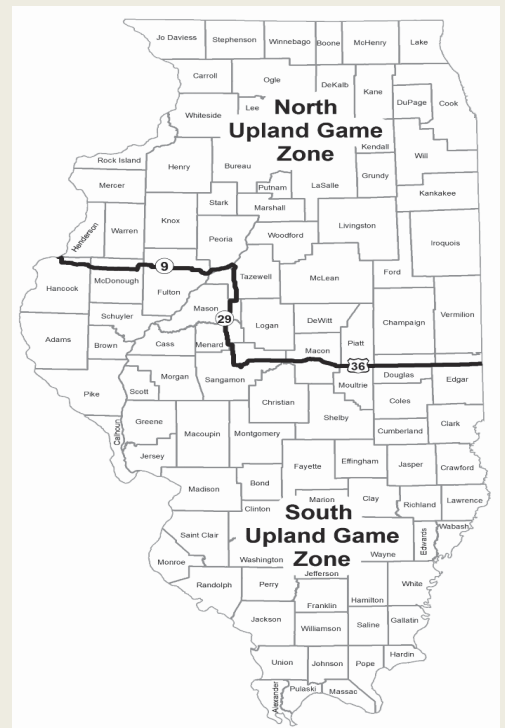 Jo Daviess
Stephenson
Winnebago
Boone
McHenry
Lake
Carroll
Ogle
DeKalb
Kane
DuPage
Cook
Whiteside
Lee
North
Upland Game
Zone
Kendall
Will
Rock Island
Henry
Bureau
LaSalle
Grundy
Mercer
Putnam
Kankakee
Henderson
Warren
Knox
Stark
Marshall
Peoria
Woodford
Livingston
Iroquois
9
Tazewell
McLean
Ford
Hancock
McDonough
Fulton
Mason
29
Logan
DeWitt
Piatt
Champaign
Vermilion
Schuyler
Adams
Brown
Cass
Menard
Macon
36
Douglas
Edgar
Morgan
Sangamon
Moultrie
Pike
Scott
Christian
Coles
Shelby
Greene
Calhoun
Macoupin
Montgomery
Cumberland
Clark
Jersey
Fayette
Effingham
Jasper
Crawford
Madison
Bond
Clinton
Marion
Clay
Richland
Lawrence
South
Upland Game
Zone
Saint Clair
Washington
Wayne
Edwards
Wabash
Monroe
Jefferson
Randolph
Perry
Franklin
Hamilton
White
Jackson
Williamson
Saline
Gallatin
Union
Johnson
Pope
Hardin
Alexander
Pulaski
Massac